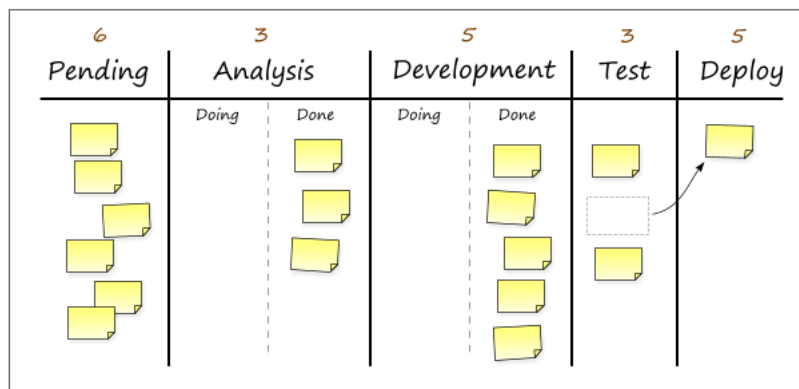 6 3 5 3 5
Pending Analysis Development Test Deploy
Doing Done Doing Done